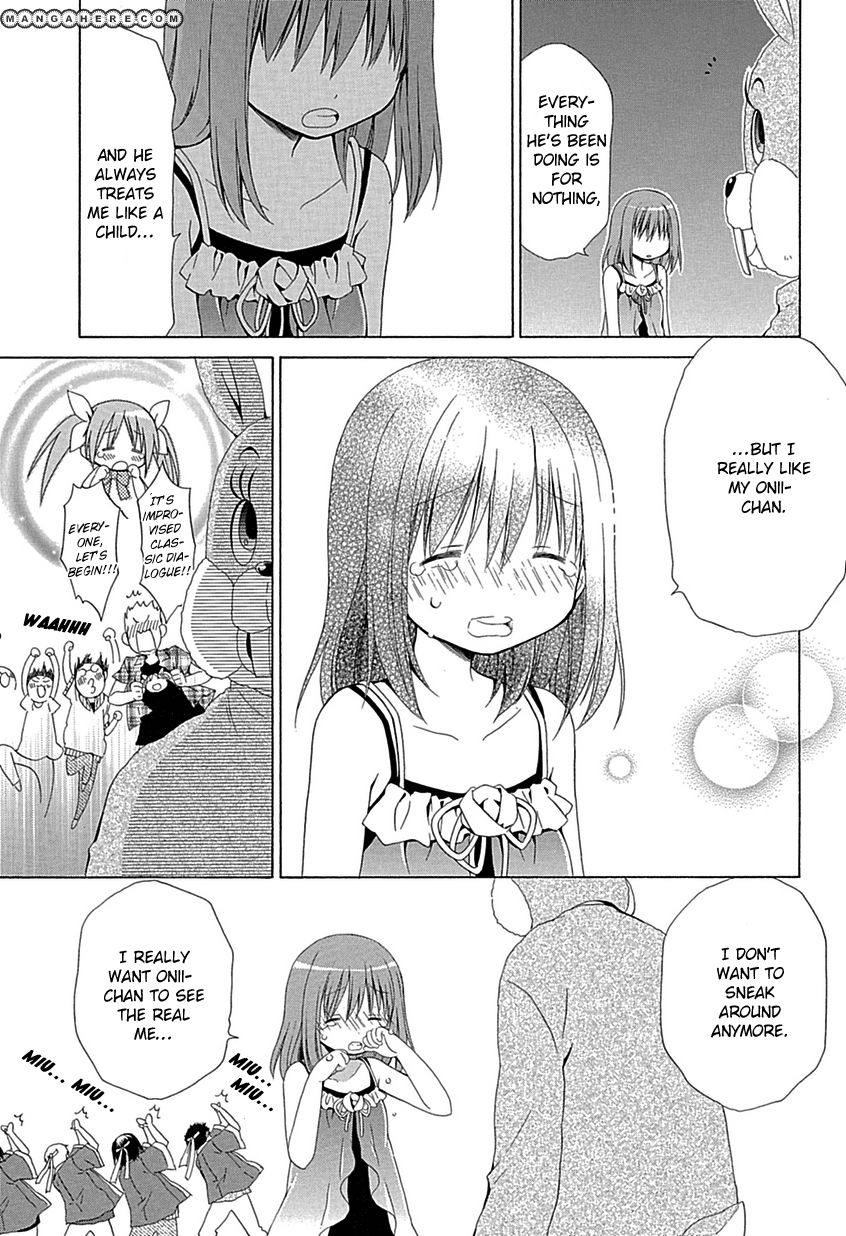 MANGAHERE.COM
EVERY-
THING
HE'S BEEN
DOING IS
FOR
NOTHING,
AND HE
ALWAYS
TREATS
ME LIKE A
CHILD...
...BUT I
REALLY LIKE
MY ONII-
CHAN.
IT'S
IMPRO-
VISED
CLAS-
SIC DIA-
LOGUE!!
EVERY-
ONE,
LET'S
BEGIN!!!
WAAHHH
I DON'T
WANT TO
SNEAK
AROUND
ANYMORE.
I REALLY
WANT ONII-
CHAN TO SEE
THE REAL
ME...
MIU...
MIU...
MIU...
MIU...